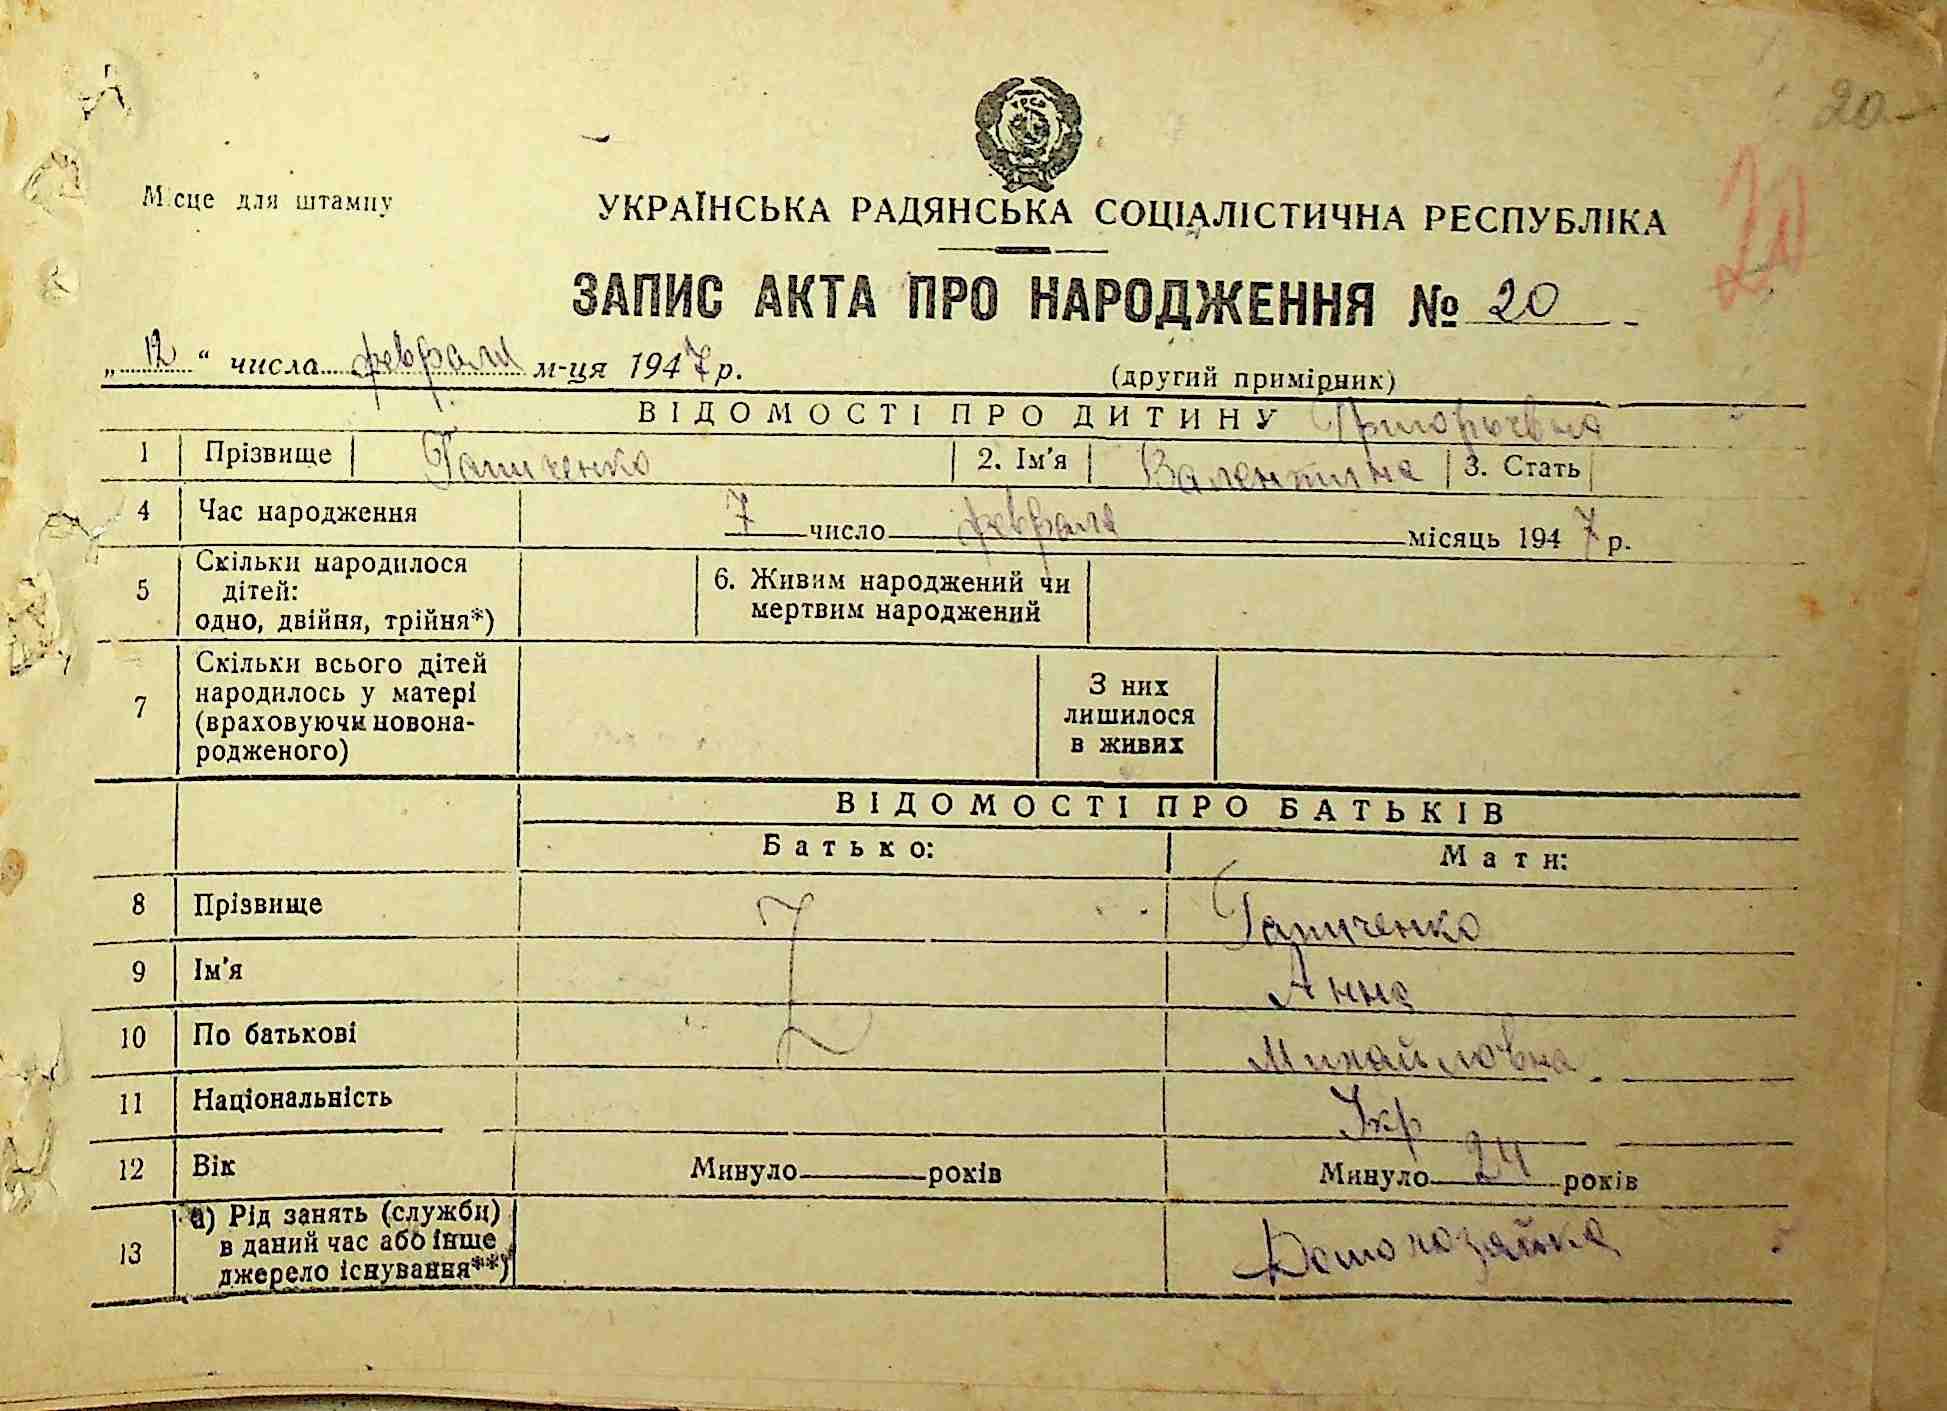 20
20
УРСР
Місце для штампу
УКРАЇНСЬКА РАДЯНСЬКА СОЦІАЛІСТИЧНА РЕСПУБЛІКА
ЗАПИС АКТА ПРО НАРОДЖЕННЯ № 20
„12“ числа февраля м-ця 1947 р.
(другий примірник)
ВІДОМОСТІ ПРО ДИТИНУ Григорьевна
1 Прізвище Гапиченко 2. Ім'я Валентина 3. Стать
4 Час народження 7 число февраля місяць 1947 р.
5 Скільки народилося дітей: одно, двійня, трійня*) 6. Живим народжений чи мертвим народжений
7 Скільки всього дітей народилось у матері (враховуючи новонародженого) З них лишилося в живих
ВІДОМОСТІ ПРО БАТЬКІВ
Батько: Мати:
8 Прізвище Гапиченко
9 Ім'я Анна
10 По батькові Михайловна
11 Національність Укр
12 Вік Минуло років Минуло 24 років
13 а) Рід занять (служби) в даний час або інше джерело існування**) Домохозяйка